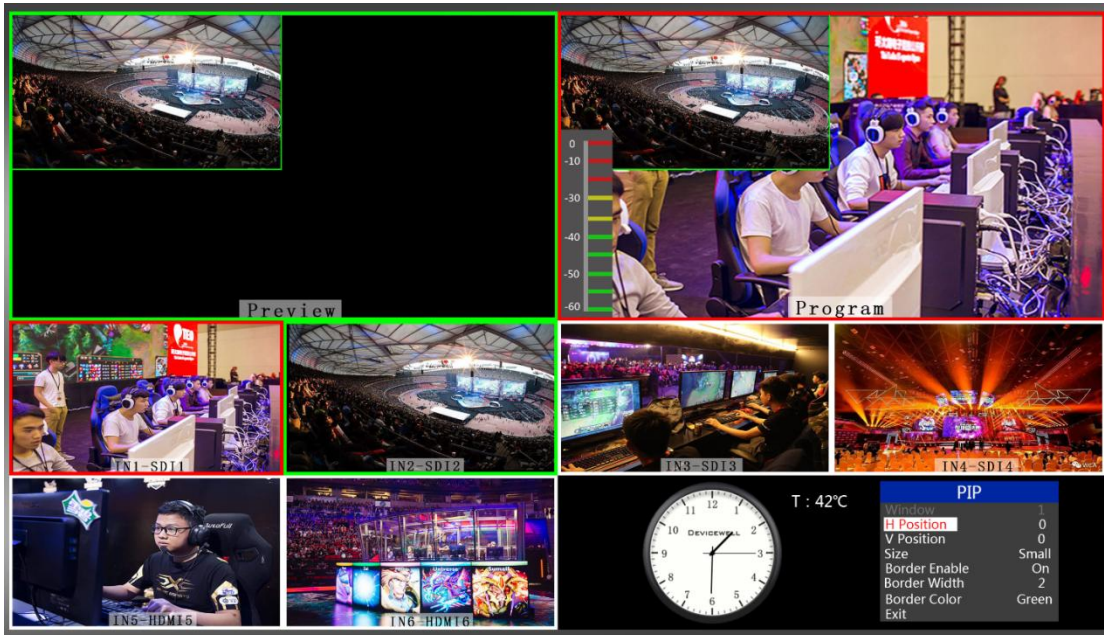 0
-10
-30
-40
-50
-60
Preview
Program
IN1-SDI1
IN2-SDI2
IN3-SDI3
IN4-SDI4
IN5-HDMI5
IN6-HDMI6
DEVICEWELL
12
1
2
3
4
5
6
7
8
9
10
11
T : 42℃
PIP
Window 1
H Position 0
V Position 0
Size Small
Border Enable On
Border Width 2
Border Color Green
Exit